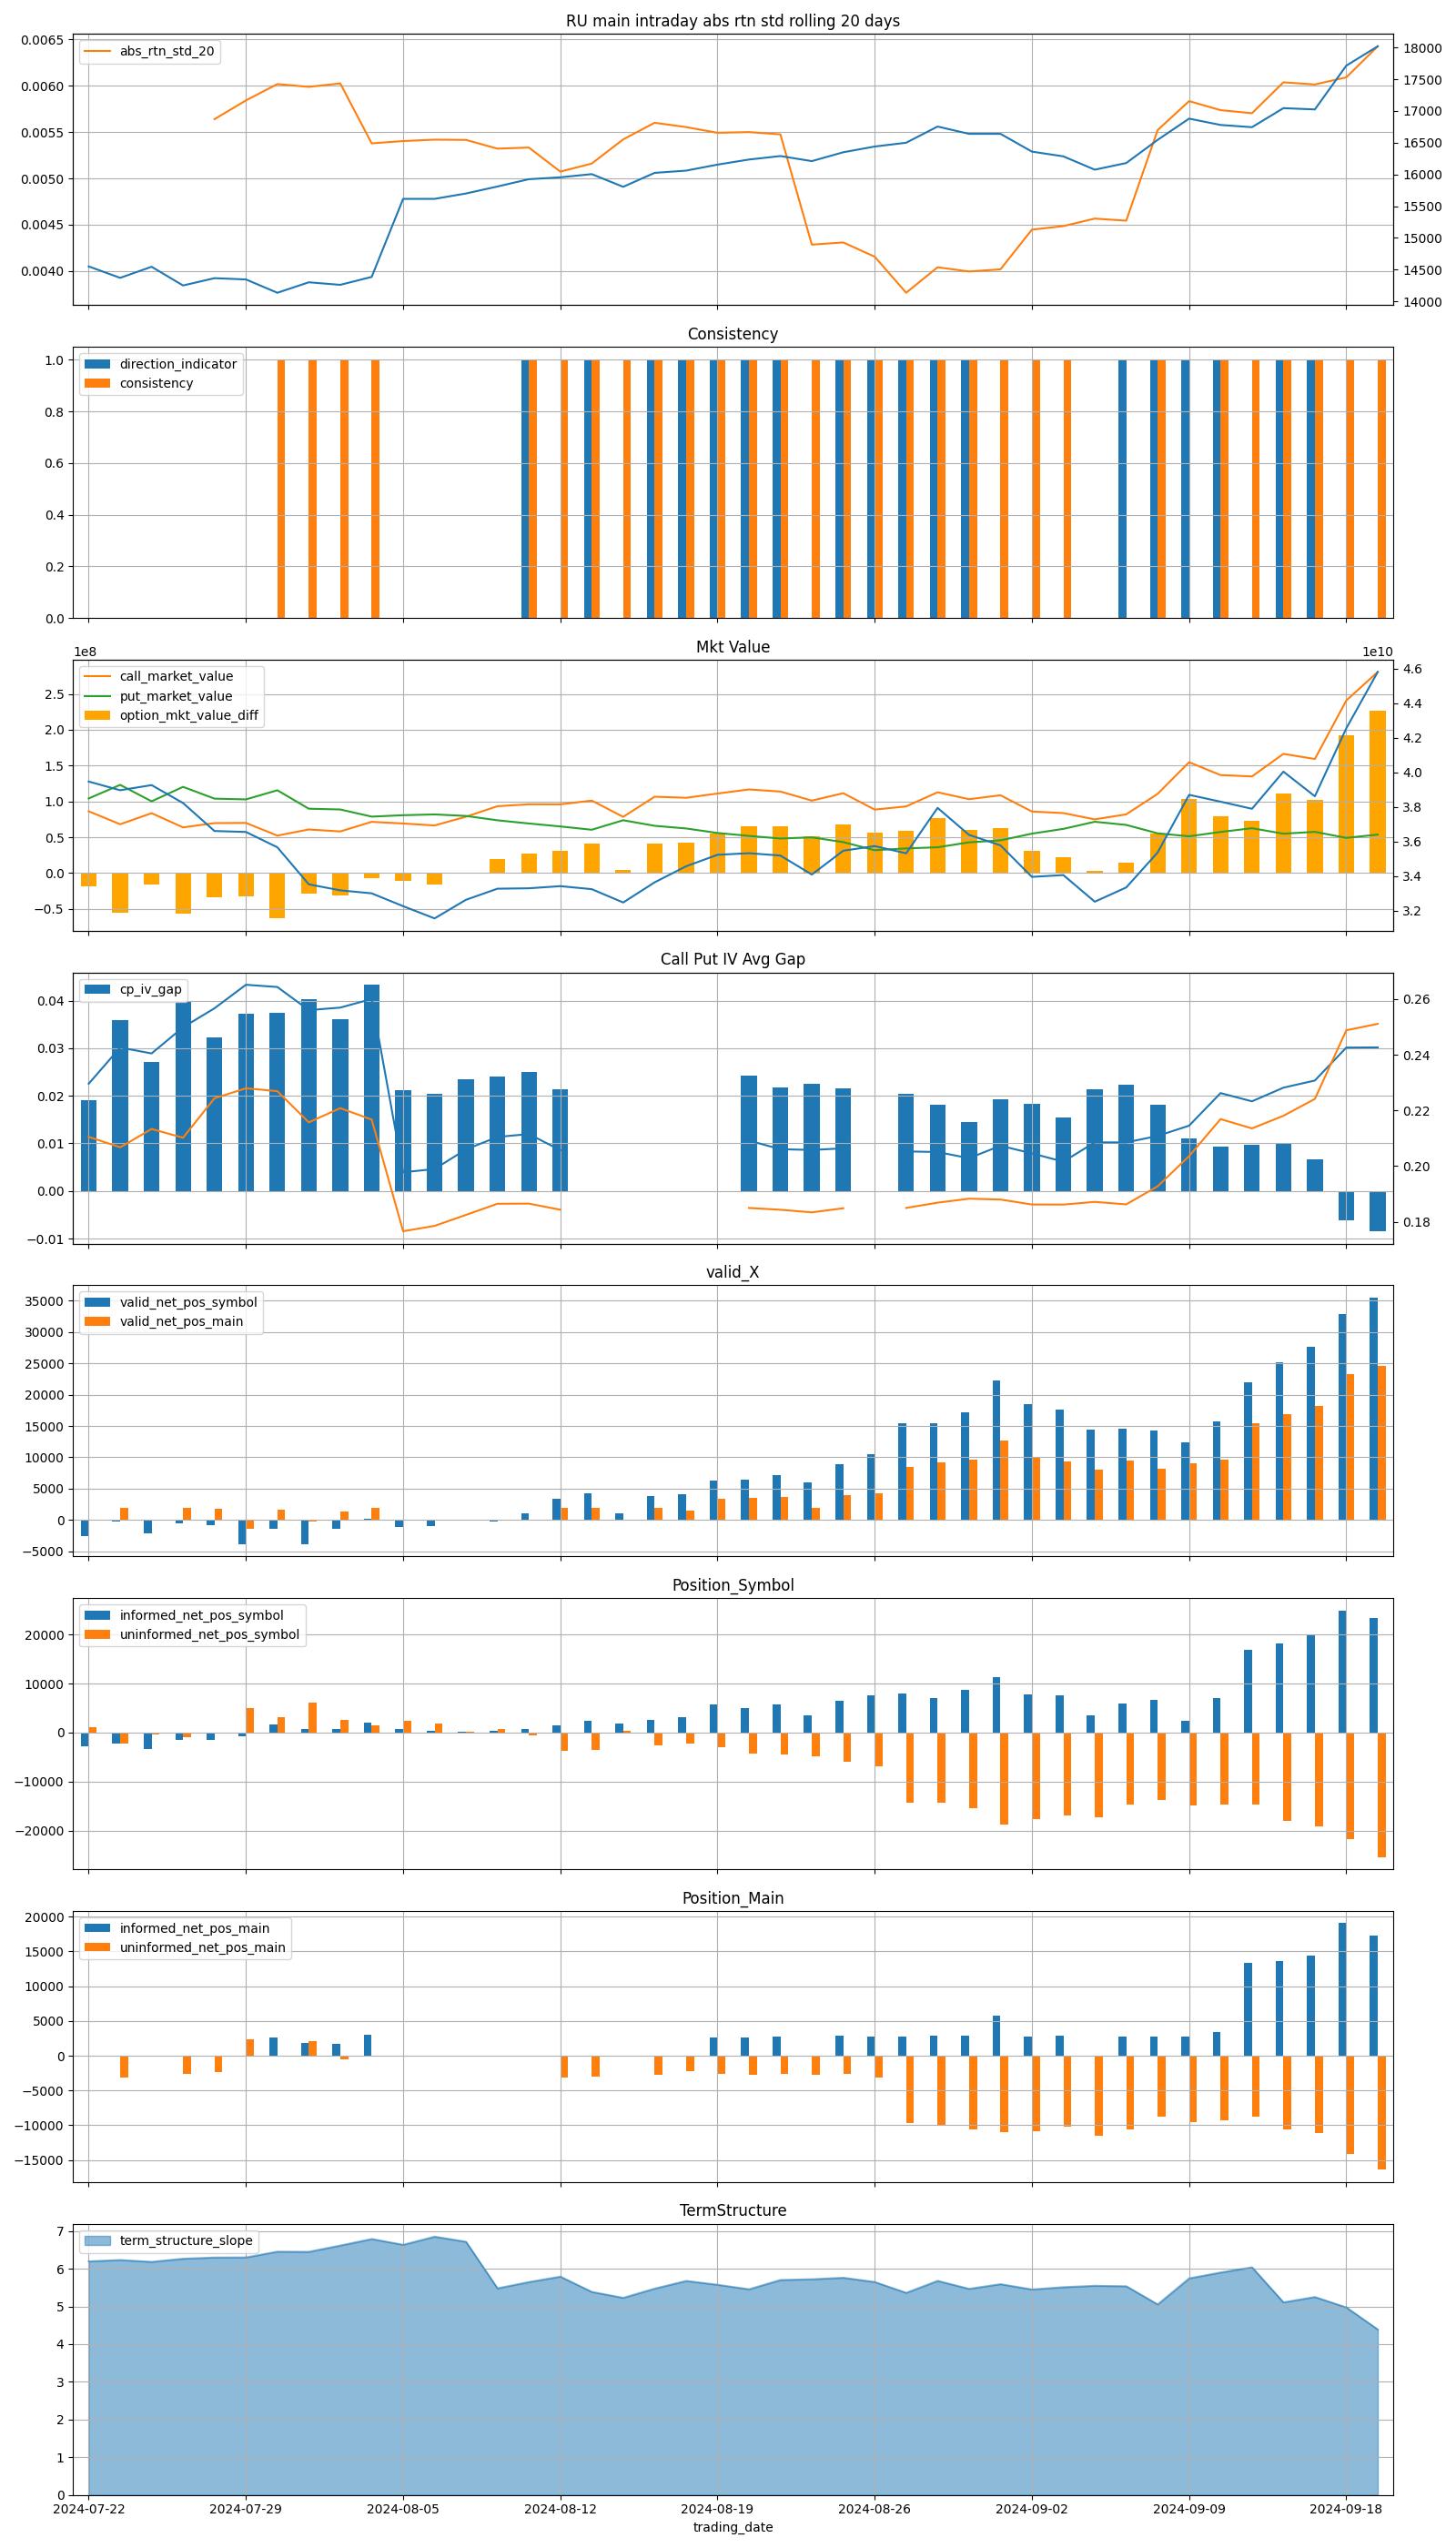 RU main intraday abs rtn std rolling 20 days
abs_rtn_std_20
0.0065
0.0060
0.0055
0.0050
0.0045
0.0040
18000
17500
17000
16500
16000
15500
15000
14500
14000
Consistency
direction_indicator
consistency
1.0
0.8
0.6
0.4
0.2
0.0
Mkt Value
1e8
1e10
call_market_value
put_market_value
option_mkt_value_diff
2.5
2.0
1.5
1.0
0.5
0.0
−0.5
4.6
4.4
4.2
4.0
3.8
3.6
3.4
3.2
Call Put IV Avg Gap
cp_iv_gap
0.04
0.03
0.02
0.01
0.00
−0.01
0.26
0.24
0.22
0.20
0.18
valid_X
valid_net_pos_symbol
valid_net_pos_main
35000
30000
25000
20000
15000
10000
5000
0
−5000
Position_Symbol
informed_net_pos_symbol
uninformed_net_pos_symbol
20000
10000
0
−10000
−20000
Position_Main
informed_net_pos_main
uninformed_net_pos_main
20000
15000
10000
5000
0
−5000
−10000
−15000
TermStructure
term_structure_slope
7
6
5
4
3
2
1
0
2024-07-22 2024-07-29 2024-08-05 2024-08-12 2024-08-19 2024-08-26 2024-09-02 2024-09-09 2024-09-18
trading_date